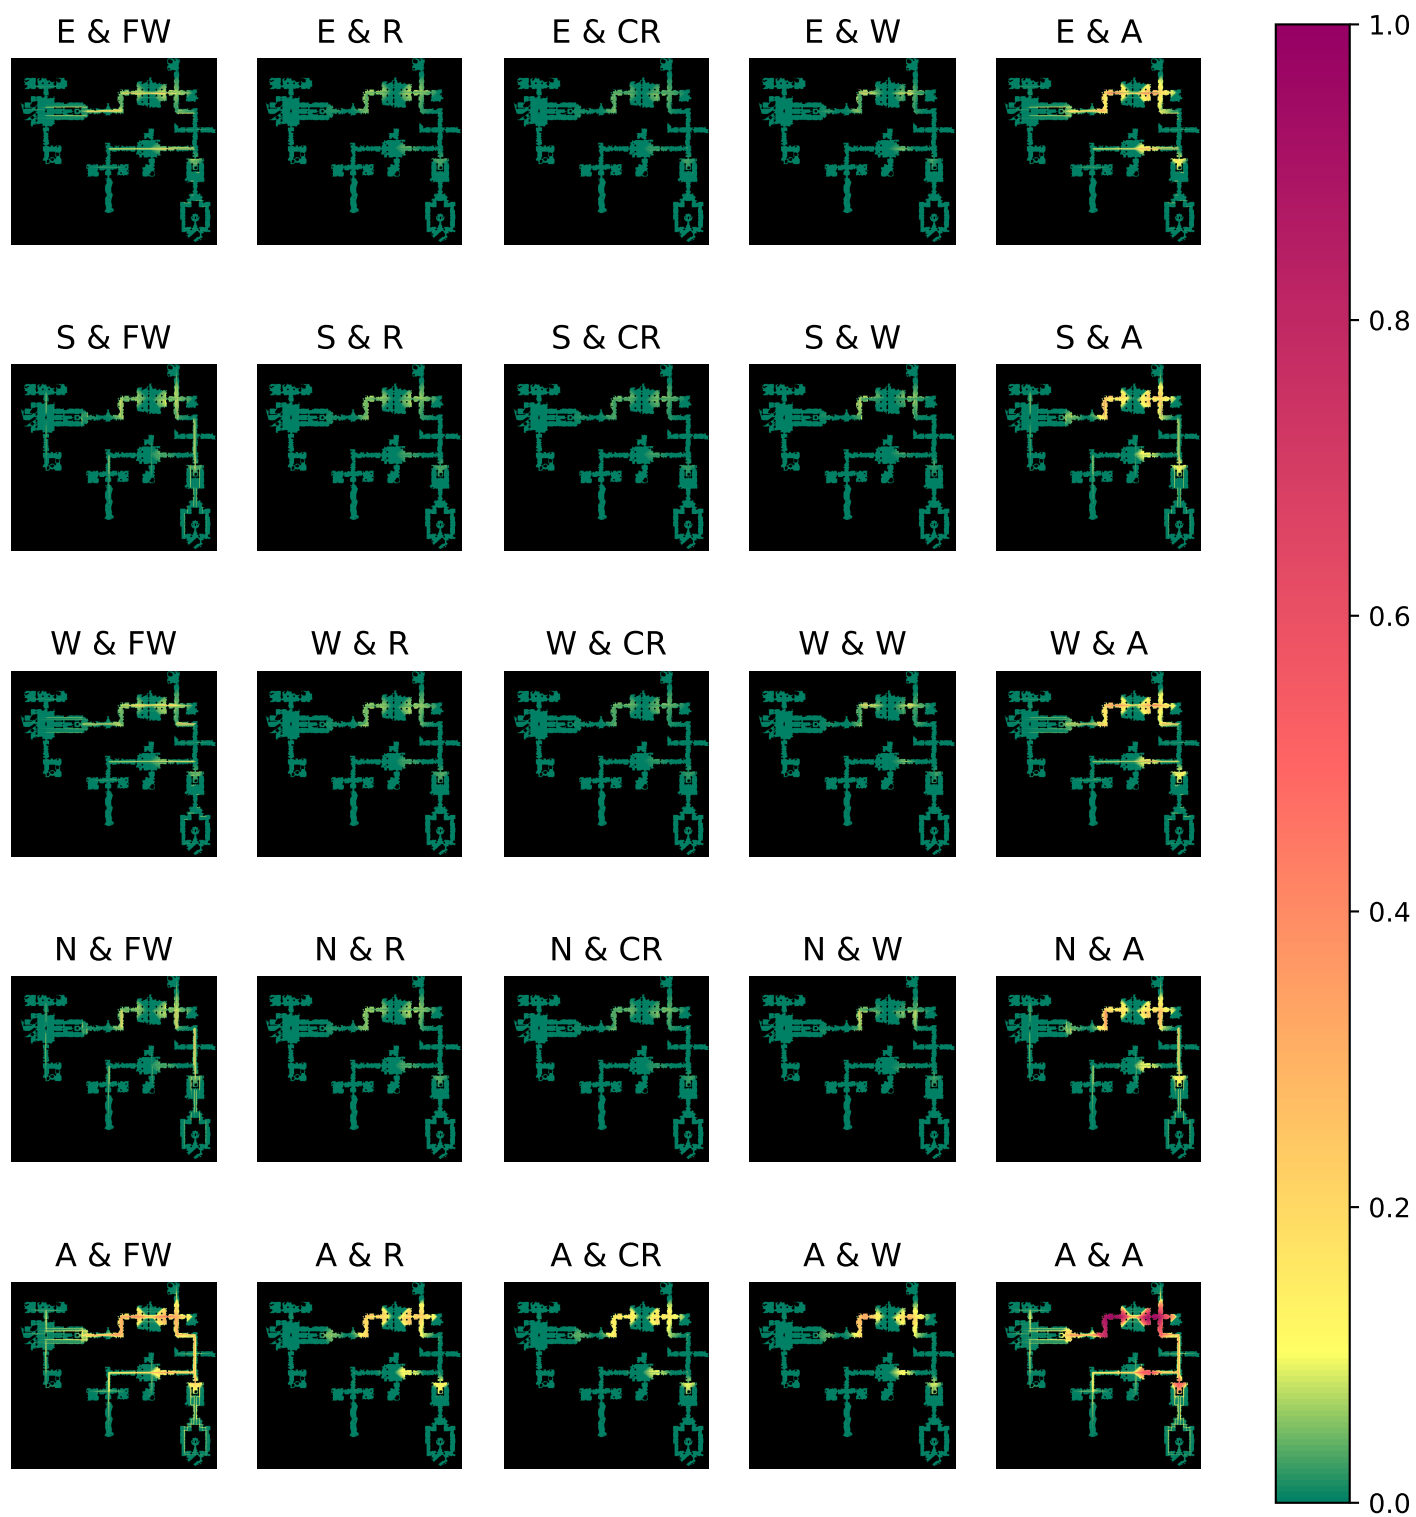 E & FW E & R E & CR E & W E & A
S & FW S & R S & CR S & W S & A
W & FW W & R W & CR W & W W & A
N & FW N & R N & CR N & W N & A
A & FW A & R A & CR A & W A & A
1.0
0.8
0.6
0.4
0.2
0.0